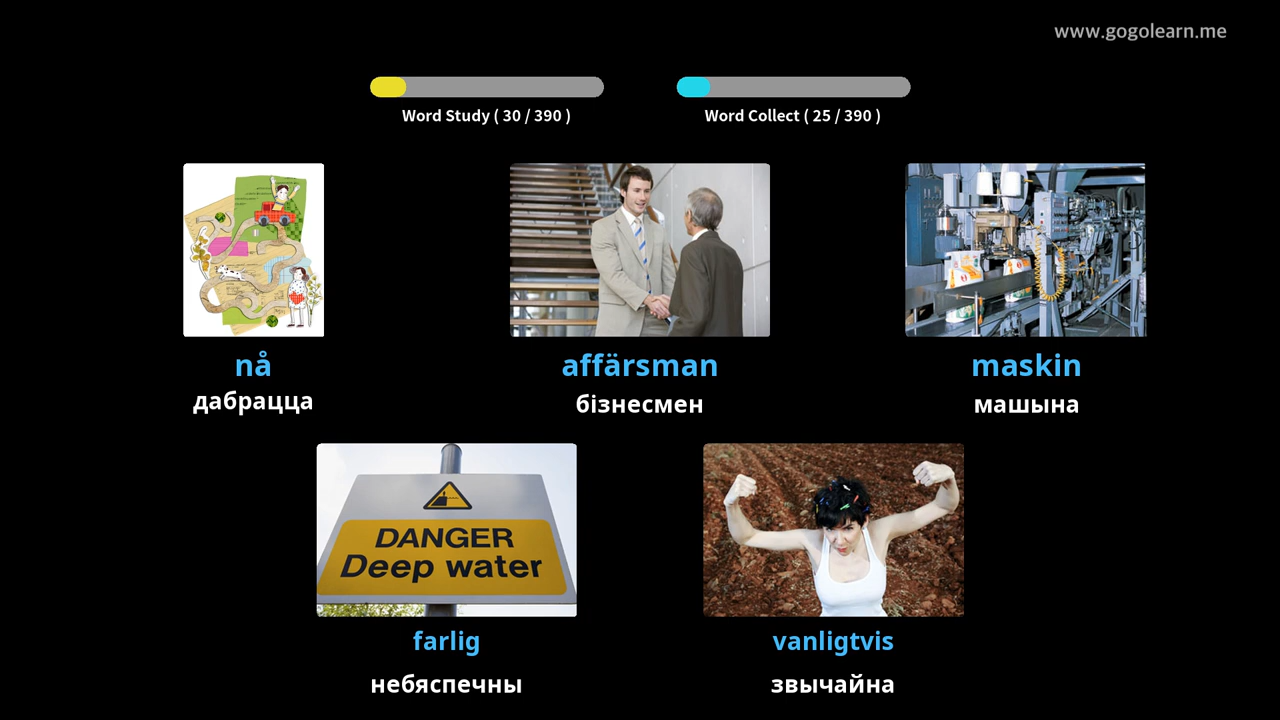 www.gogolearn.me
Word Study ( 30 / 390 )
Word Collect ( 25 / 390 )
nå
affärsman
maskin
дабрацца
бізнесмен
машына
DANGER
Deep water
farlig
vanligtvis
небяспечны
звычайна